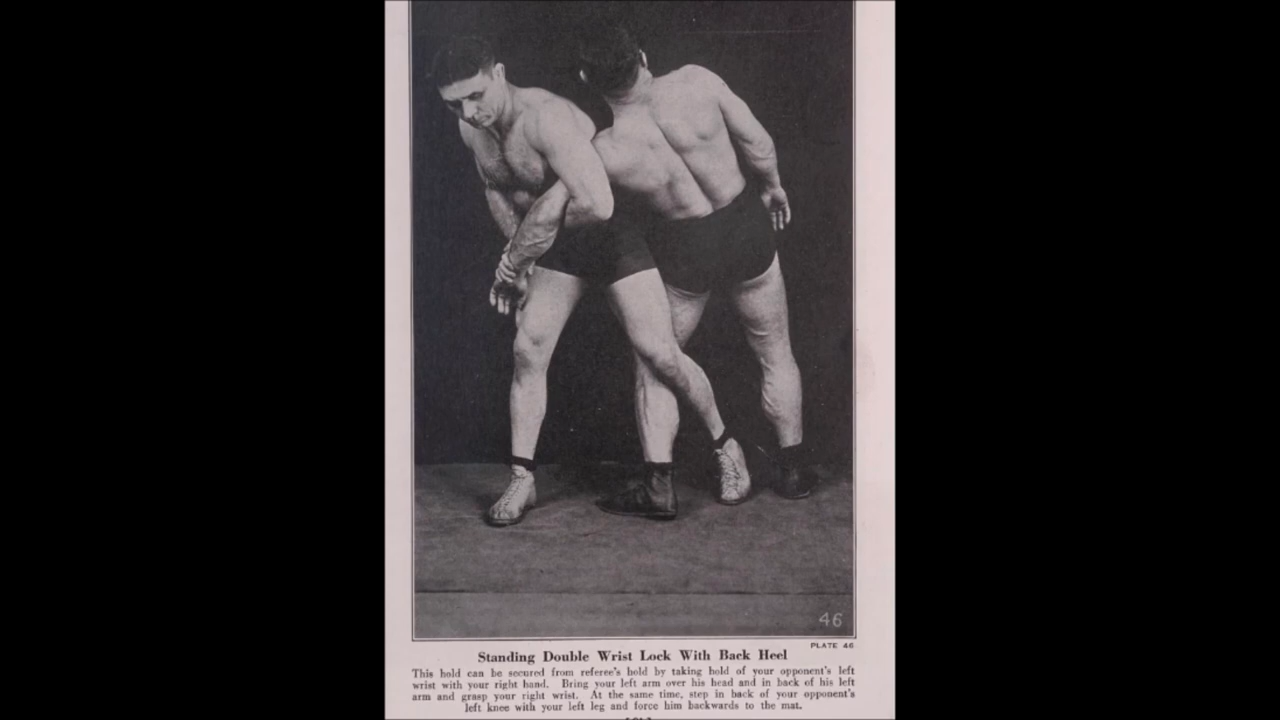 46
PLATE 46
Standing Double Wrist Lock With Back Heel
This hold can be secured from referee's hold by taking hold of your opponent's left
wrist with your right hand. Bring your left arm over his head and in back of his left
arm and grasp your right wrist. At the same time, step in back of your opponent's
left knee with your left leg and force him backwards to the mat.